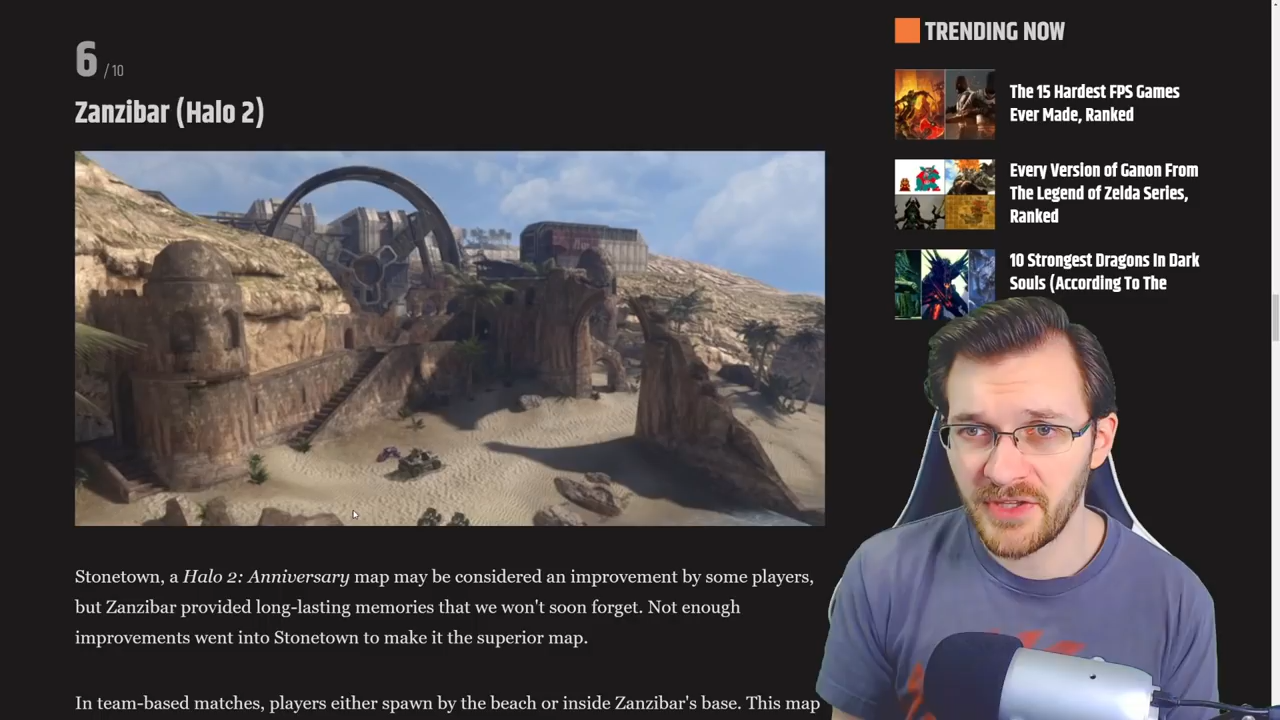 6 / 10
Zanzibar (Halo 2)
Stonetown, a Halo 2: Anniversary map may be considered an improvement by some players,
but Zanzibar provided long-lasting memories that we won't soon forget. Not enough
improvements went into Stonetown to make it the superior map.
In team-based matches, players either spawn by the beach or inside Zanzibar's base. This map
TRENDING NOW
The 15 Hardest FPS Games
Ever Made, Ranked
Every Version of Ganon From
The Legend of Zelda Series,
Ranked
10 Strongest Dragons In Dark
Souls (According To The